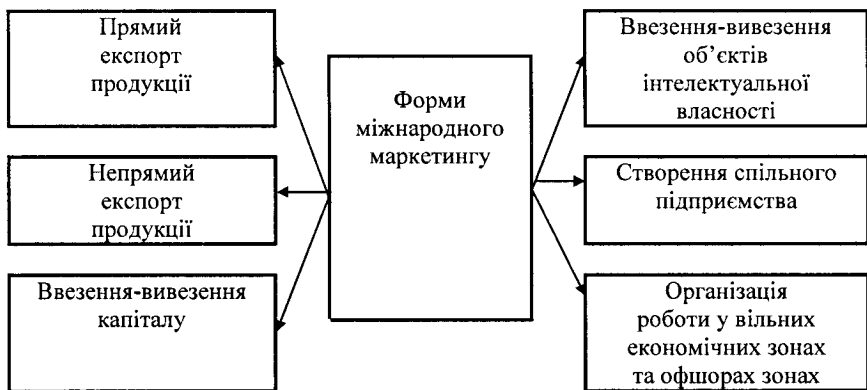 Прямий
експорт
продукції
Непрямий
експорт
продукції
Ввезення-вивезення
капіталу
Форми
міжнародного
маркетингу
Ввезення-вивезення
об’єктів
інтелектуальної
власності
Створення спільного
підприємства
Організація
роботи у вільних
економічних зонах
та офшорах зонах